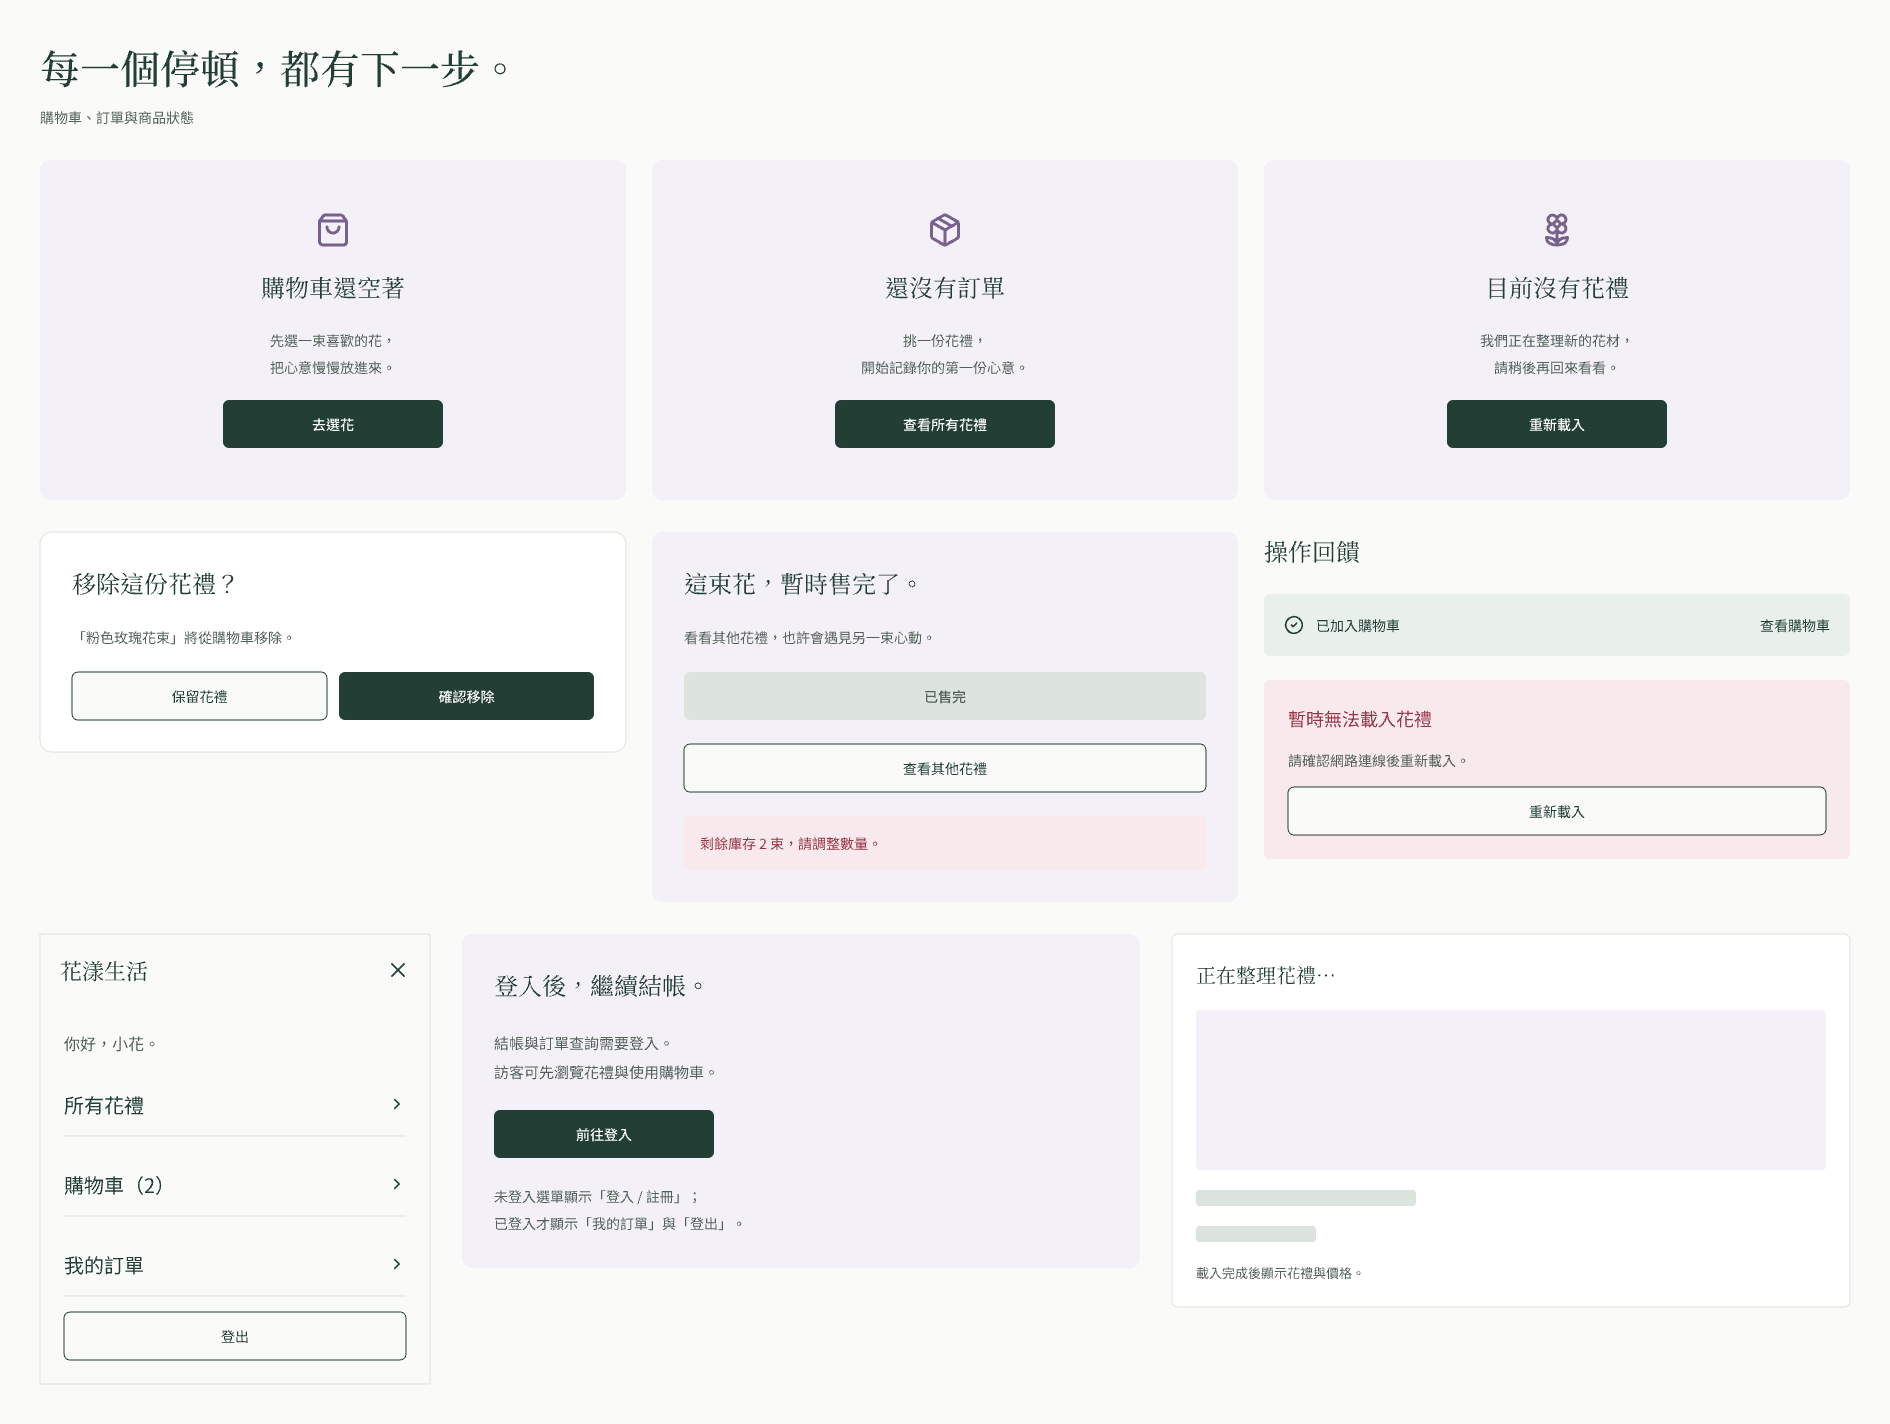 每一個停頓，都有下一步。
購物車、訂單與商品狀態
購物車還空著
先選一束喜歡的花，
把心意慢慢放進來。
去選花
還沒有訂單
挑一份花禮，
開始記錄你的第一份心意。
查看所有花禮
目前沒有花禮
我們正在整理新的花材，
請稍後再回來看看。
重新載入
移除這份花禮？
「粉色玫瑰花束」將從購物車移除。
保留花禮
確認移除
這束花，暫時售完了。
看看其他花禮，也許會遇見另一束心動。
已售完
查看其他花禮
剩餘庫存 2 束，請調整數量。
操作回饋
已加入購物車
查看購物車
暫時無法載入花禮
請確認網路連線後重新載入。
重新載入
花漾生活
你好，小花。
所有花禮
購物車（2）
我的訂單
登出
登入後，繼續結帳。
結帳與訂單查詢需要登入。
訪客可先瀏覽花禮與使用購物車。
前往登入
未登入選單顯示「登入 / 註冊」；
已登入才顯示「我的訂單」與「登出」。
正在整理花禮…
載入完成後顯示花禮與價格。